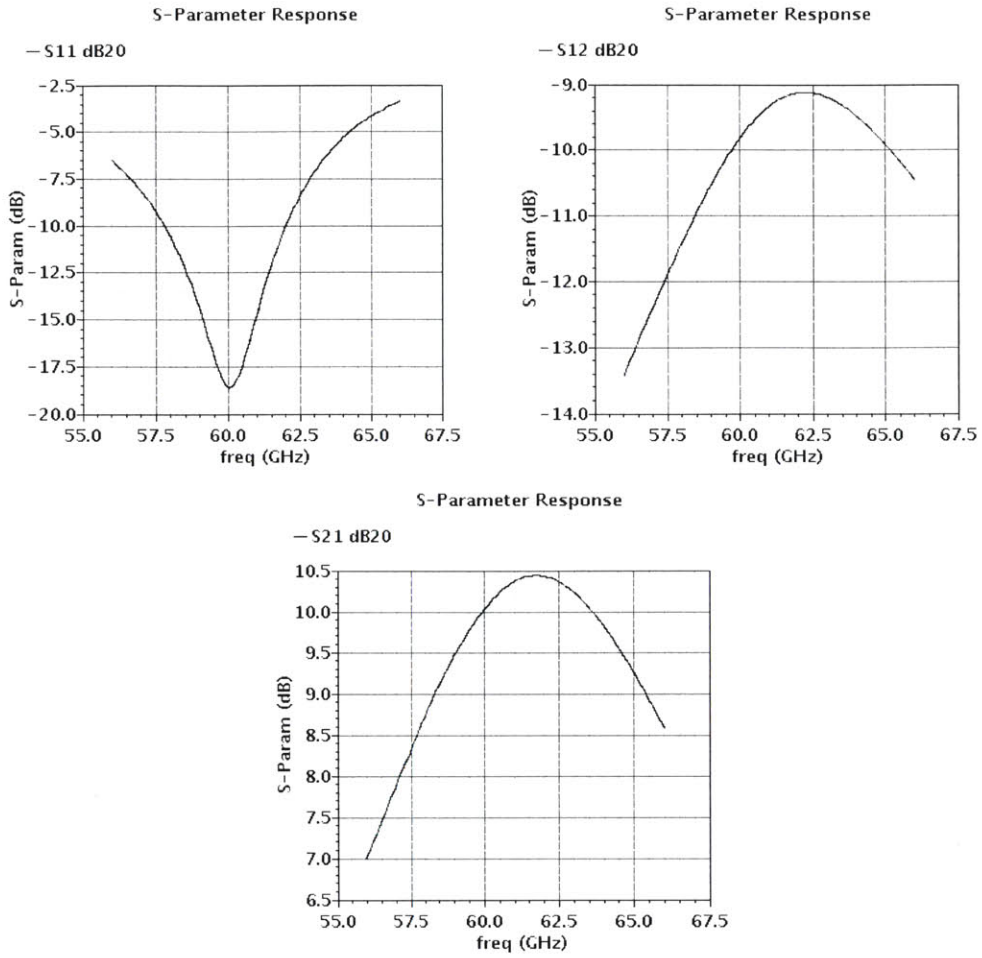 S-Parameter Response
S11 dB20
S-Param (dB)
-2.5
-5.0
-7.5
-10.0
-12.5
-15.0
-17.5
-20.0
55.0 57.5 60.0 62.5 65.0 67.5
freq (GHz)
S-Parameter Response
S12 dB20
S-Param (dB)
-9.0
-10.0
-11.0
-12.0
-13.0
-14.0
55.0 57.5 60.0 62.5 65.0 67.5
freq (GHz)
S-Parameter Response
S21 dB20
S-Param (dB)
10.5
10.0
9.5
9.0
8.5
8.0
7.5
7.0
6.5
55.0 57.5 60.0 62.5 65.0 67.5
freq (GHz)